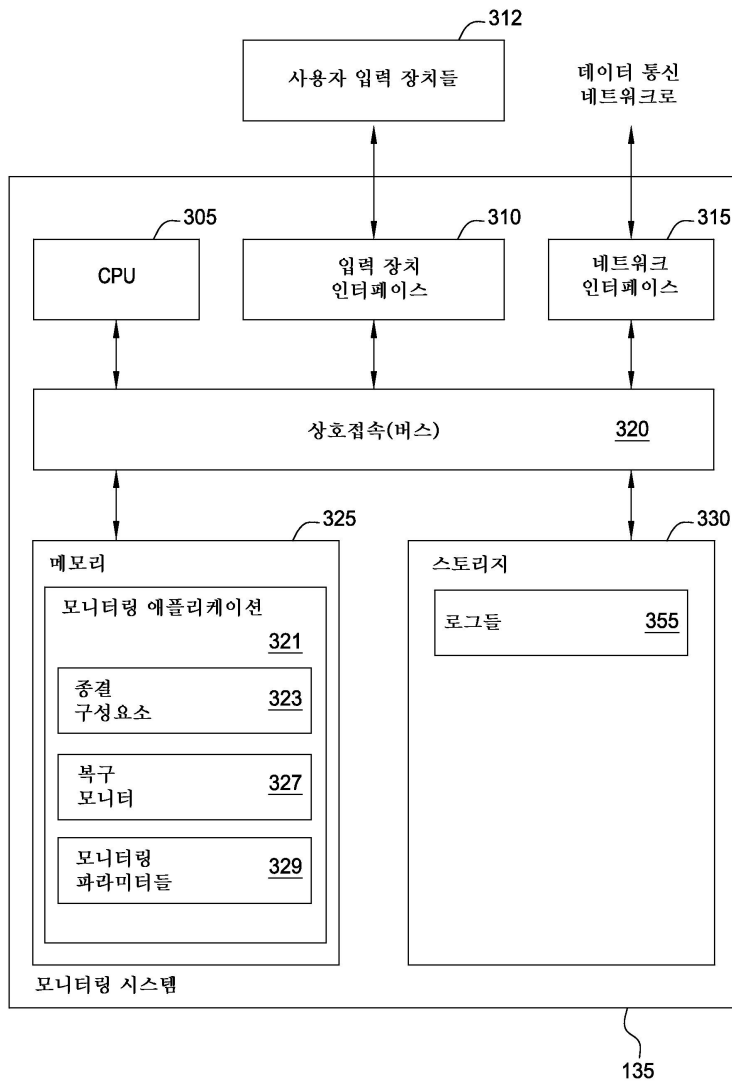 312
사용자 입력 장치들
데이터 통신
네트워크로
305
310
315
CPU
입력 장치
인터페이스
네트워크
인터페이스
상호접속(버스) 320
325
330
메모리
스토리지
모니터링 애플리케이션
321
로그들 355
종결
구성요소 323
복구
모니터 327
모니터링
파라미터들 329
모니터링 시스템
135